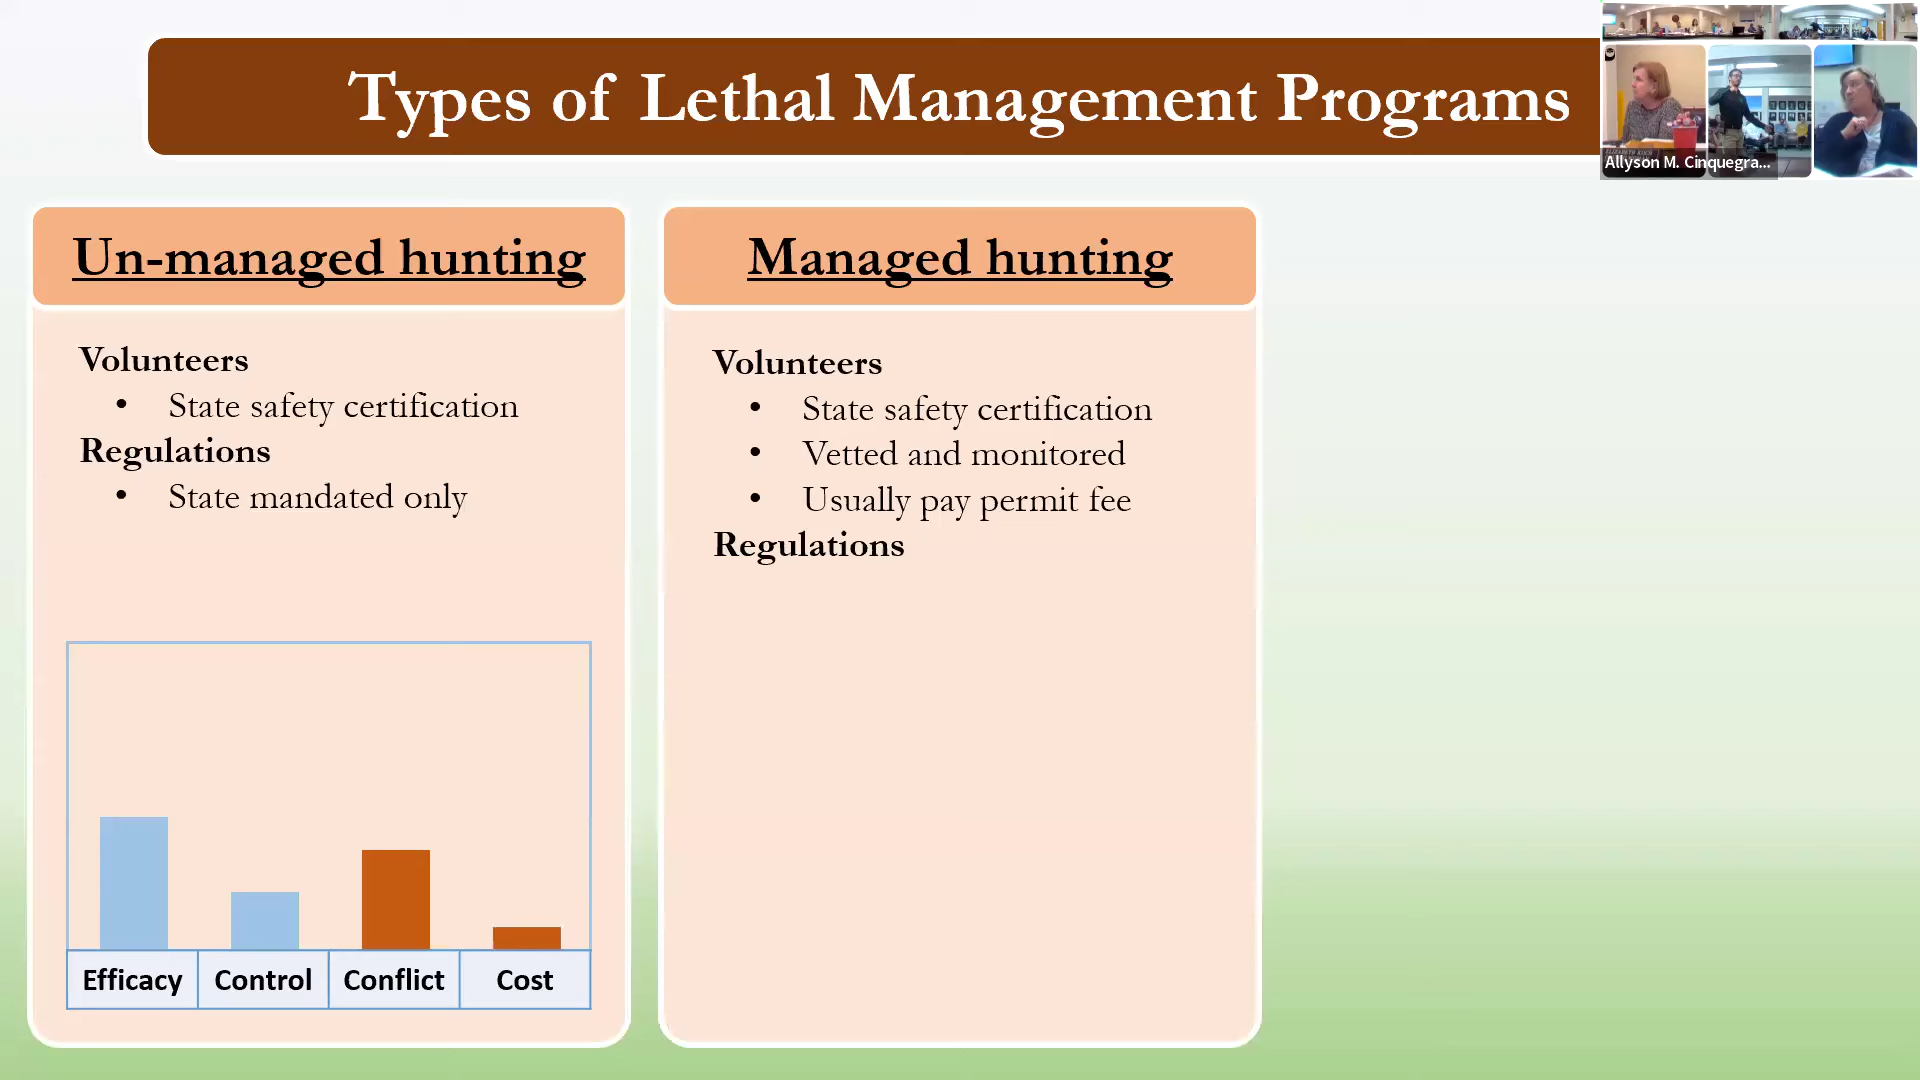 Types of Lethal Management Programs
Allyson M. Cinquegra...
Un-managed hunting
Volunteers
• State safety certification
Regulations
• State mandated only
Efficacy Control Conflict Cost
Managed hunting
Volunteers
• State safety certification
• Vetted and monitored
• Usually pay permit fee
Regulations